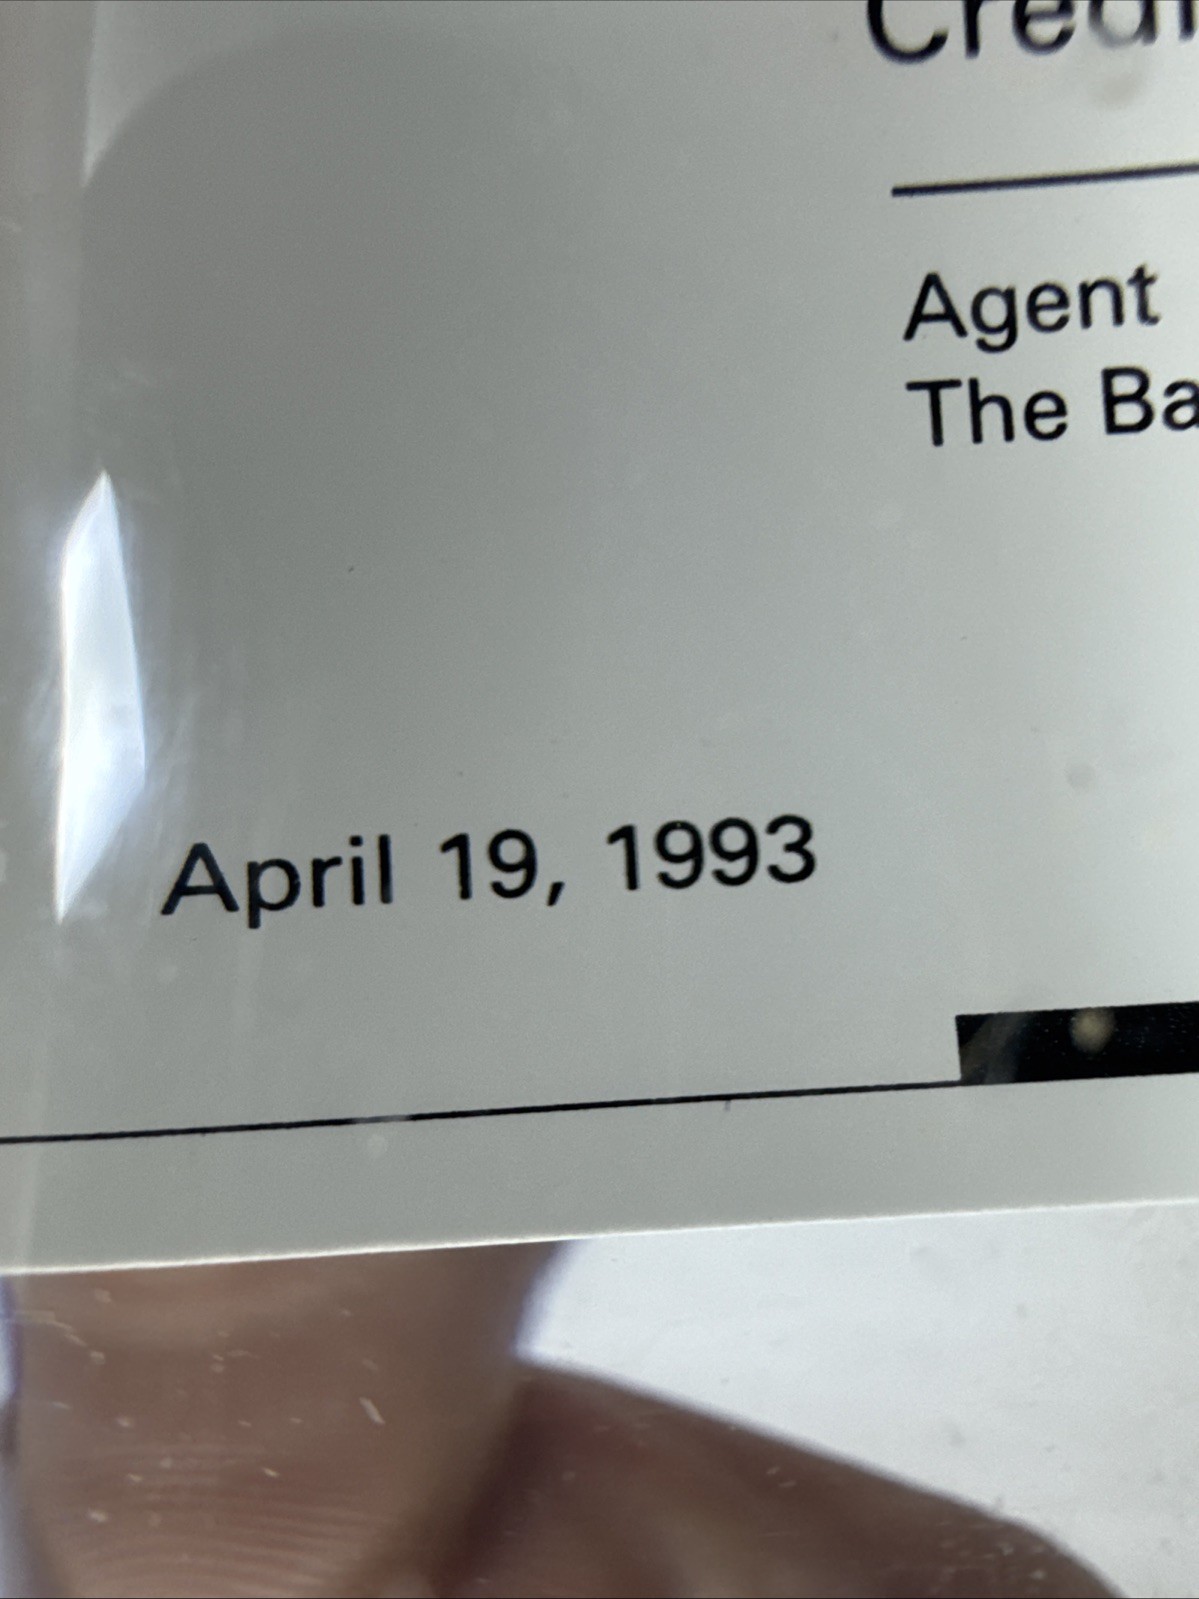 Agent
The
April 19, 1993